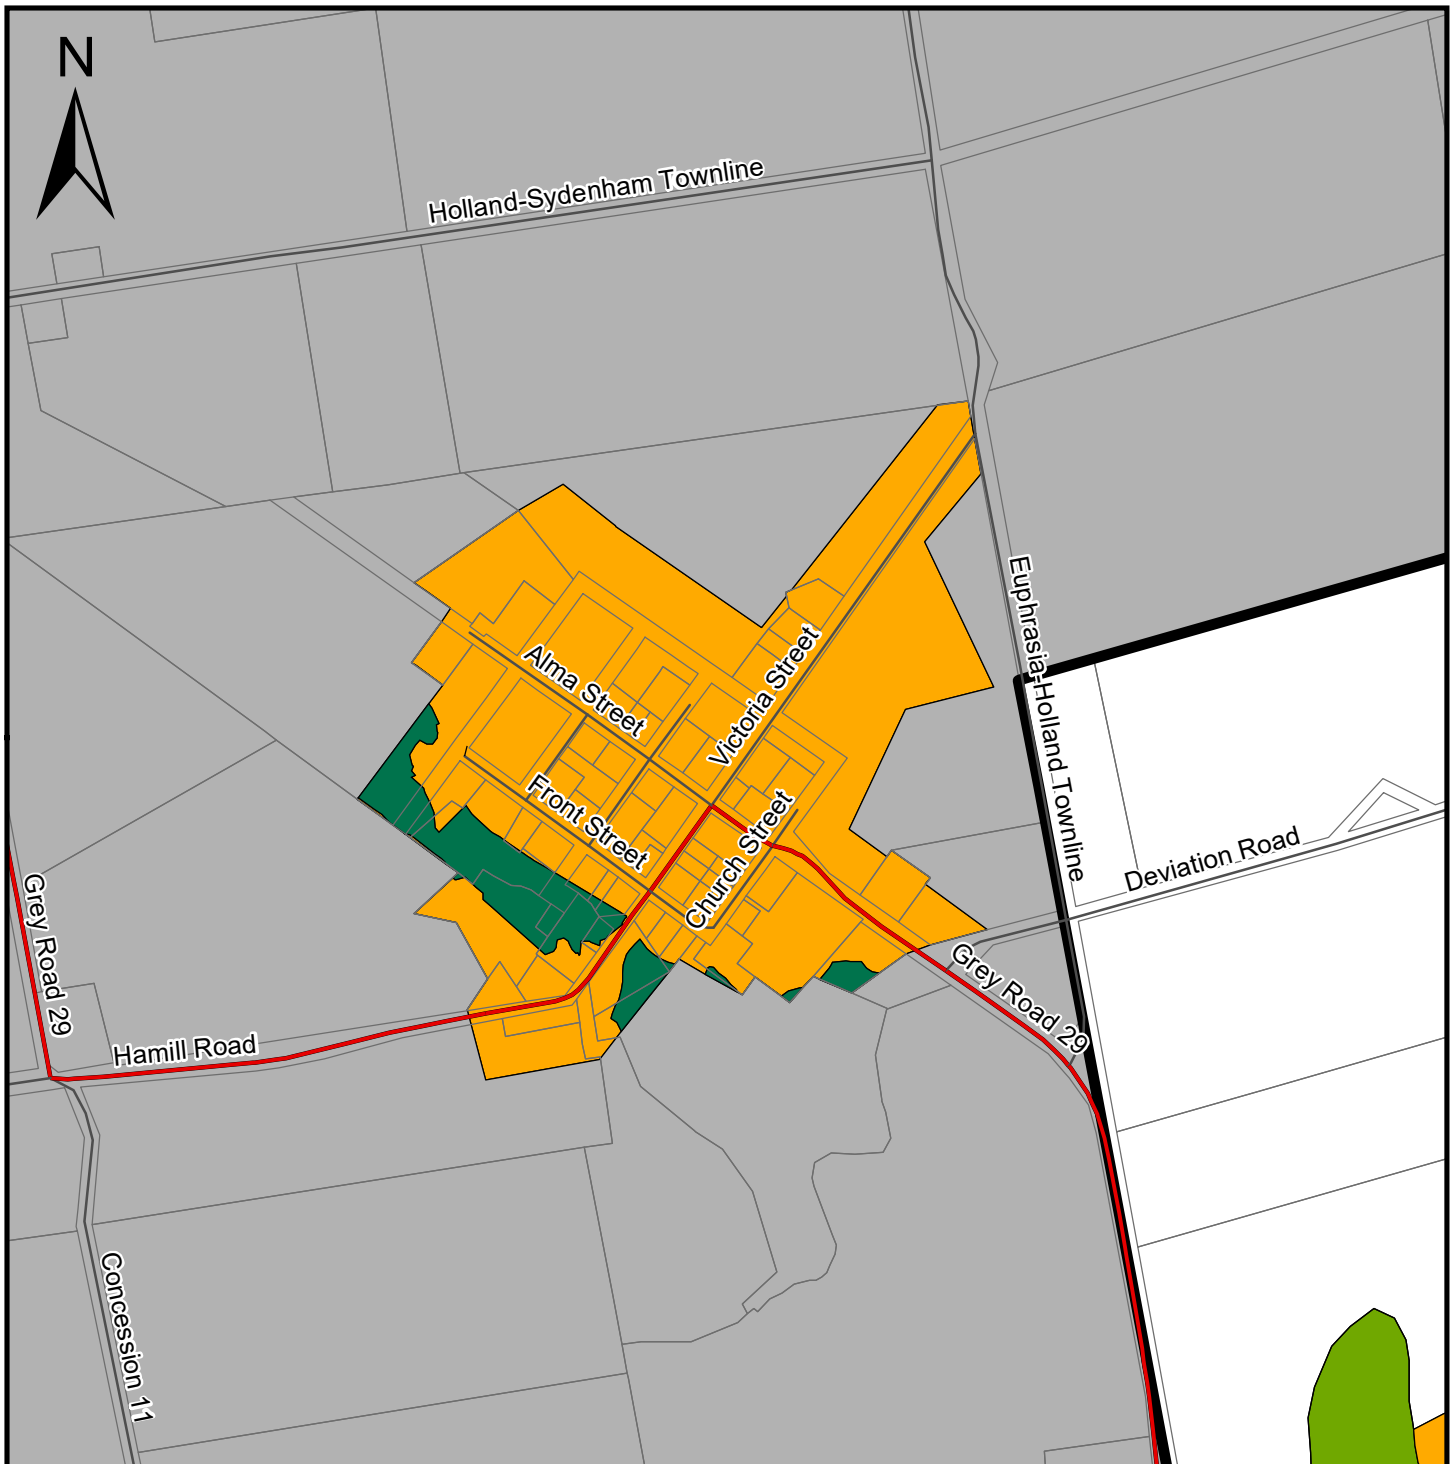 N
Holland-Sydenham Townline
Euphrasia-Holland Townline
Alma Street
Victoria Street
Front Street
Church Street
Deviation Road
Grey Road 29
Grey Road 29
Hamill Road
Concession 11